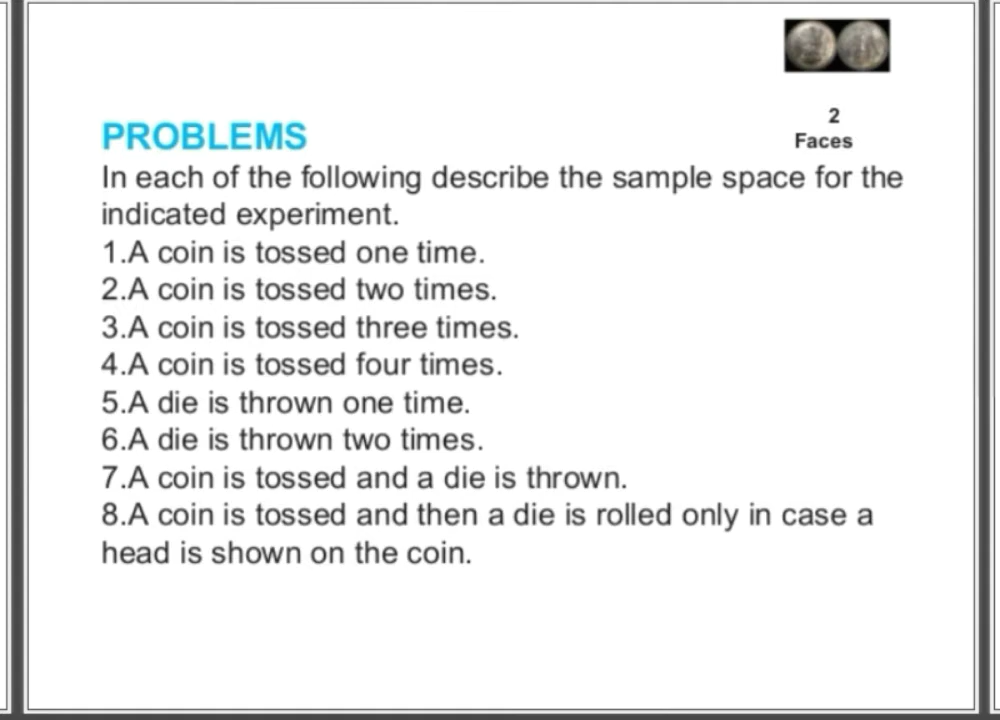 2
Faces
PROBLEMS
In each of the following describe the sample space for the
indicated experiment.
1.A coin is tossed one time.
2.A coin is tossed two times.
3.A coin is tossed three times.
4.A coin is tossed four times.
5.A die is thrown one time.
6.A die is thrown two times.
7.A coin is tossed and a die is thrown.
8.A coin is tossed and then a die is rolled only in case a
head is shown on the coin.